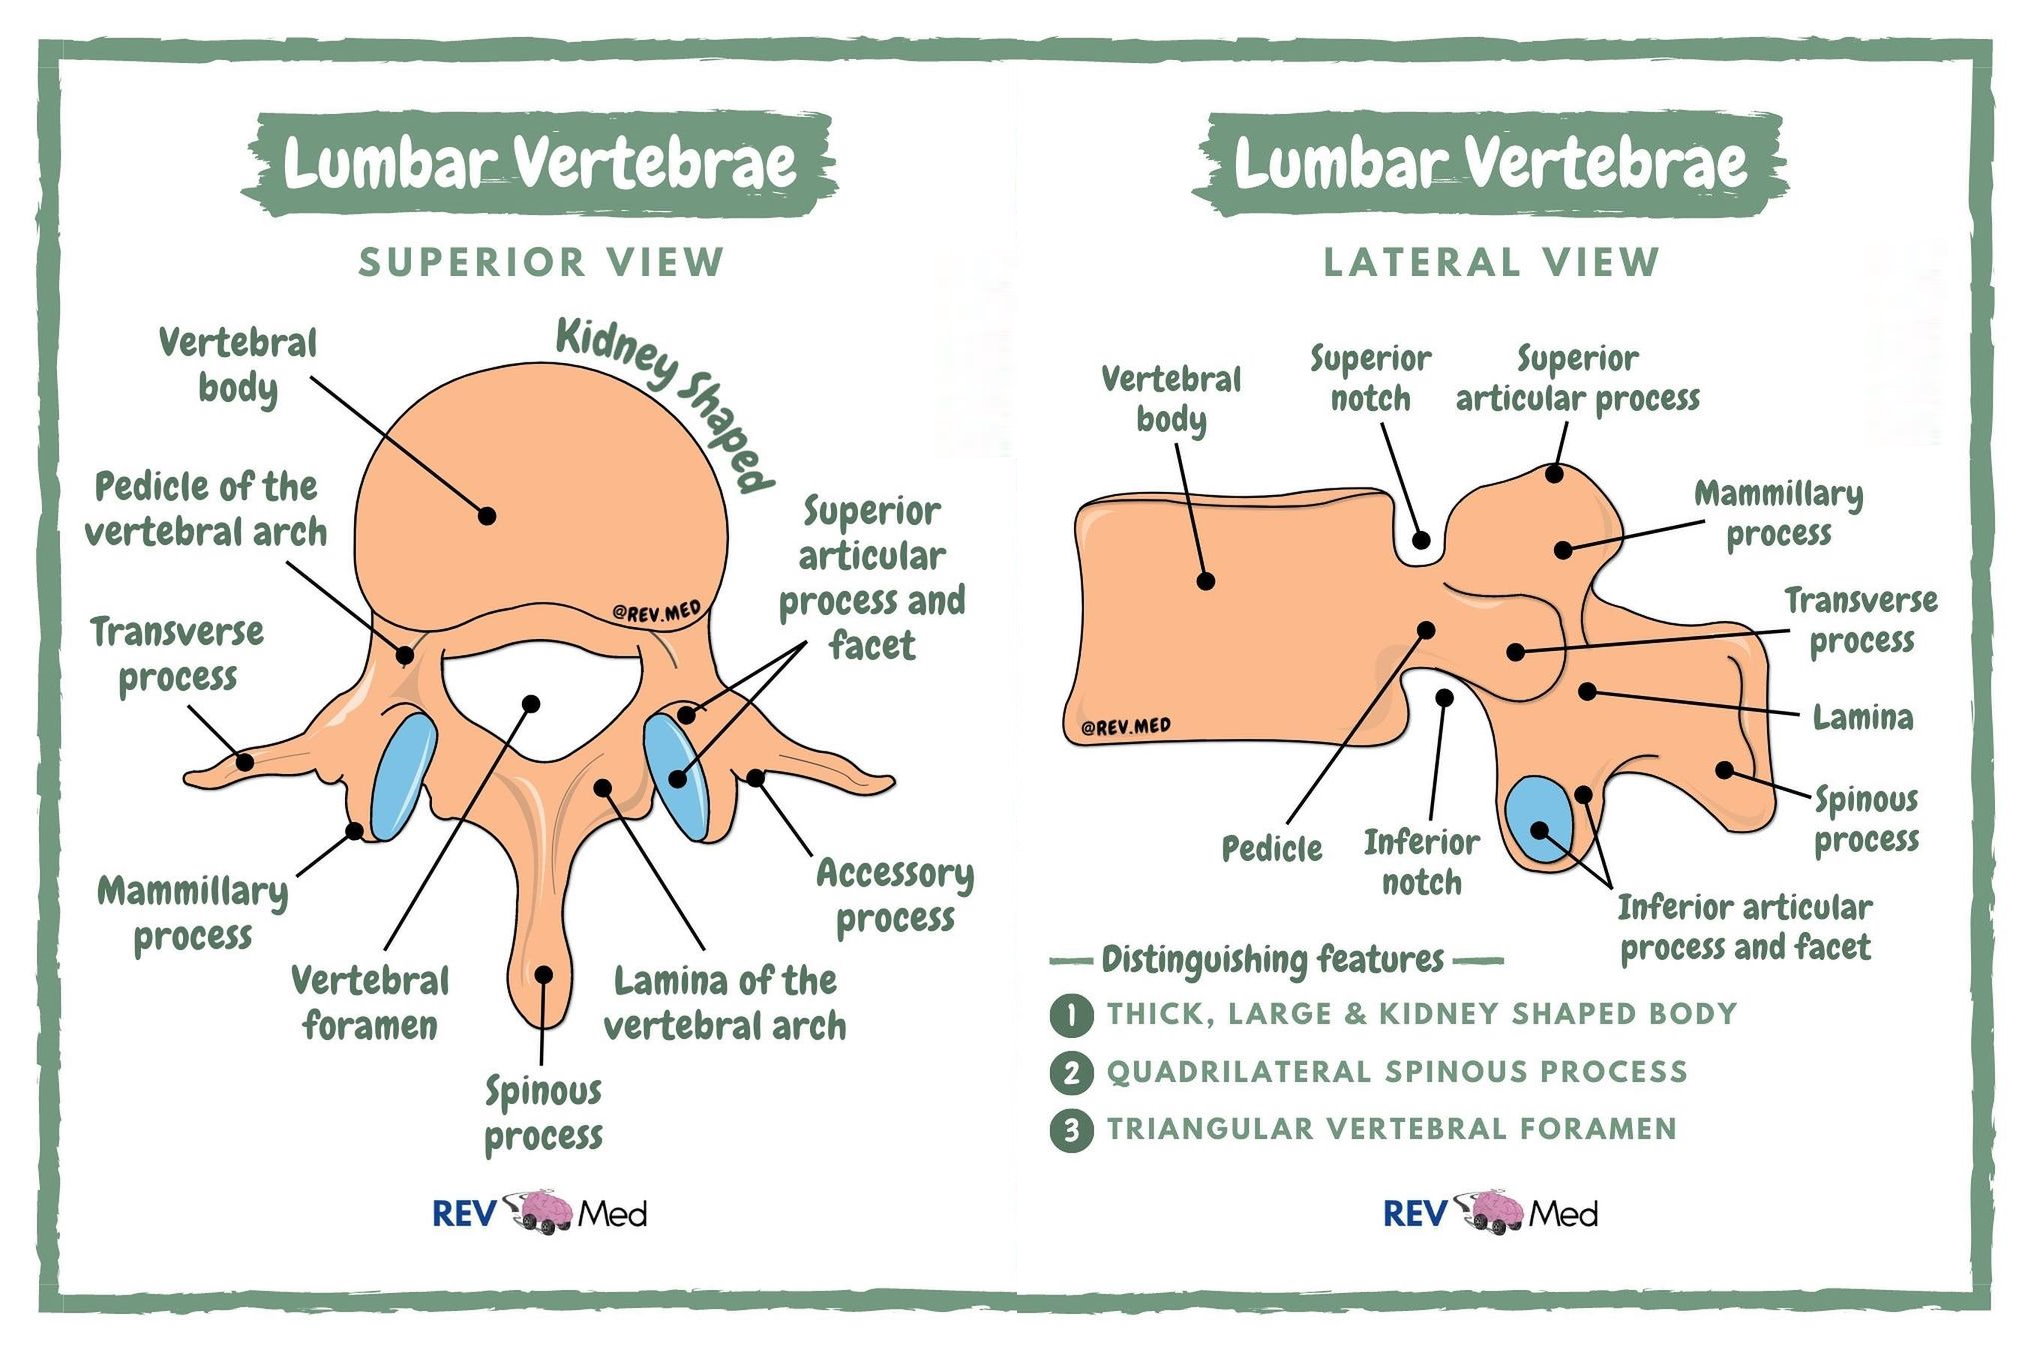 Lumbar Vertebrae
SUPERIOR VIEW
Kidney Shaped
Vertebral
body
Pedicle of the
vertebral arch
Superior
articular
process and
facet
@REV.MED
Transverse
process
Mammillary
process
Accessory
process
Vertebral
foramen
Lamina of the
vertebral arch
Spinous
process
REV Med
Lumbar Vertebrae
LATERAL VIEW
Vertebral
body
Superior
notch
Superior
articular process
Mammillary
process
Transverse
process
Lamina
@REV.MED
Spinous
process
Pedicle
Inferior
notch
Inferior articular
process and facet
Distinguishing features
1 THICK, LARGE & KIDNEY SHAPED BODY
2 QUADRILATERAL SPINOUS PROCESS
3 TRIANGULAR VERTEBRAL FORAMEN
REV Med